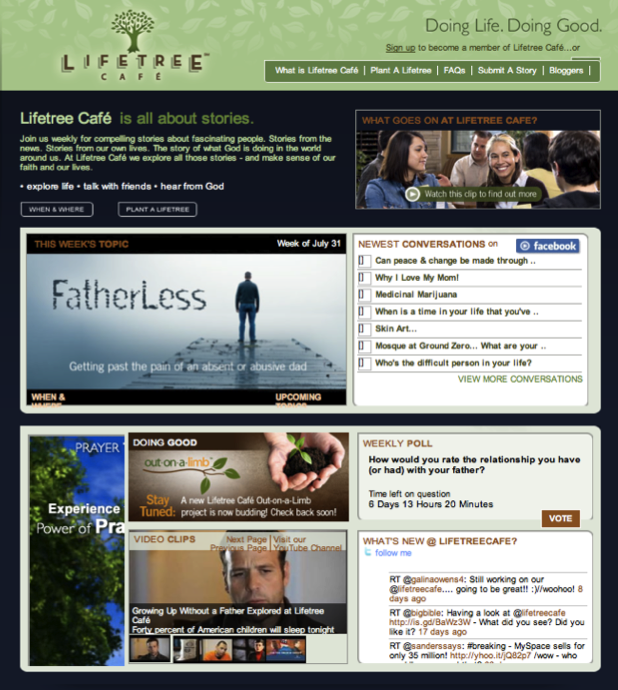 Doing Life. Doing Good.
LIFETREE™
CAFÉ
Sign up to become a member of Lifetree Café...or
What is Lifetree Café | Plant A Lifetree | FAQs | Submit A Story | Bloggers |
Lifetree Café is all about stories.
Join us weekly for compelling stories about fascinating people. Stories from the
news. Stories from our own lives. The story of what God is doing in the world
around us. At Lifetree Café we explore all those stories - and make sense of our
faith and our lives.
• explore life • talk with friends • hear from God
WHEN & WHERE
PLANT A LIFETREE
WHAT GOES ON AT LIFETREE CAFE?
Watch this clip to find out more
THIS WEEK'S TOPIC
Week of July 31
FatherLess
Getting past the pain of an absent or abusive dad
WHEN &
WHERE
UPCOMING
TOPICS
NEWEST CONVERSATIONS on
facebook
Can peace & change be made through ..
Why I Love My Mom!
Medicinal Marijuana
When is a time in your life that you've ..
Skin Art...
Mosque at Ground Zero... What are your ..
Who's the difficult person in your life?
VIEW MORE CONVERSATIONS
PRAYER
Experience
Power of Pra
DOING GOOD
out-on-a-limb
Stay
Tuned:
A new Lifetree Café Out-on-a-Limb
project is now budding! Check back soon!
VIDEO CLIPS
Next Page | Visit our
Previous Page | YouTube Channel
Growing Up Without a Father Explored at Lifetree
Café
Forty percent of American children will sleep tonight
WEEKLY POLL
How would you rate the relationship you have
(or had) with your father?
Time left on question
6 Days 13 Hours 20 Minutes
VOTE
WHAT'S NEW @ LIFETREECAFE?
follow me
RT @galinaowens4: Still working on our
@lifetreecafe.... going to be great!! :)//woohoo! 8
days ago
RT @bigbible: Having a look at @lifetreecafe
http://is.gd/BaWz3W - What did you see? Did you
like it? 17 days ago
RT @sanderssays: #breaking - MySpace sells for
only 35 million! http://yhoo.it/jQ82p7 /wow - who